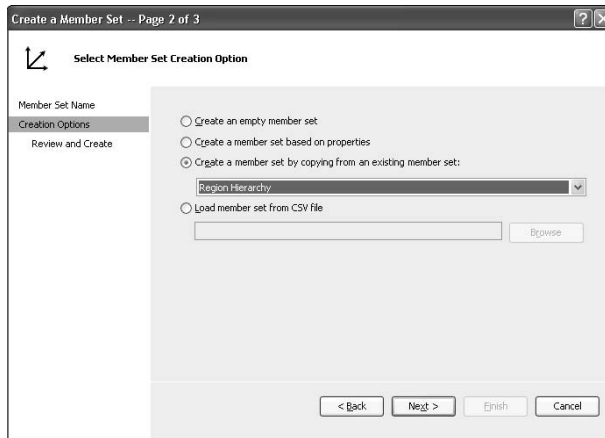 Create a Member Set -- Page 2 of 3
Select Member Set Creation Option
Member Set Name
Creation Options
Review and Create
Create an empty member set
Create a member set based on properties
Create a member set by copying from an existing member set:
Region Hierarchy
Load member set from CSV file
Browse
< Back
Next >
Finish
Cancel